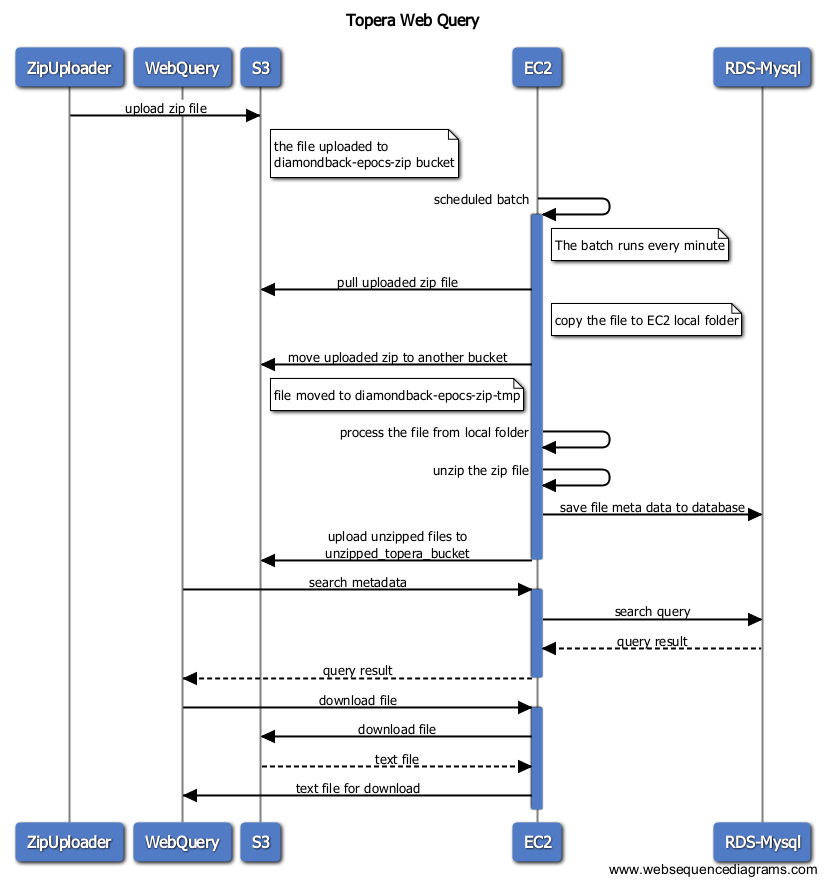 Topera Web Query
ZipUploader
WebQuery
S3
EC2
RDS-Mysql
upload zip file
the file uploaded to
diamondback-epocs-zip bucket
scheduled batch
The batch runs every minute
pull uploaded zip file
copy the file to EC2 local folder
move uploaded zip to another bucket
file moved to diamondback-epocs-zip-tmp
process the file from local folder
unzip the zip file
save file meta data to database
upload unzipped files to
unzipped_topera_bucket
search metadata
search query
query result
query result
download file
download file
text file
text file for download
ZipUploader
WebQuery
S3
EC2
RDS-Mysql
www.websequencediagrams.com